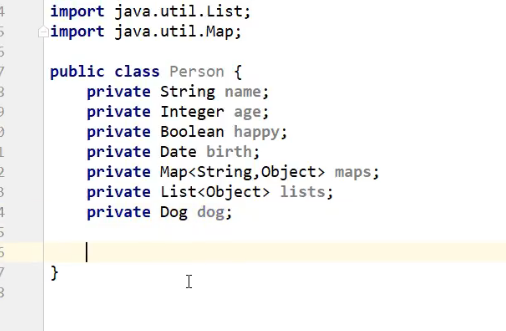 4 import java.util.List;
5 import java.util.Map;
6
7 public class Person {
8 private String name;
9 private Integer age;
0 private Boolean happy;
1 private Date birth;
2 private Map<String,Object> maps;
3 private List<Object> lists;
4 private Dog dog;
5
6
7 }
8